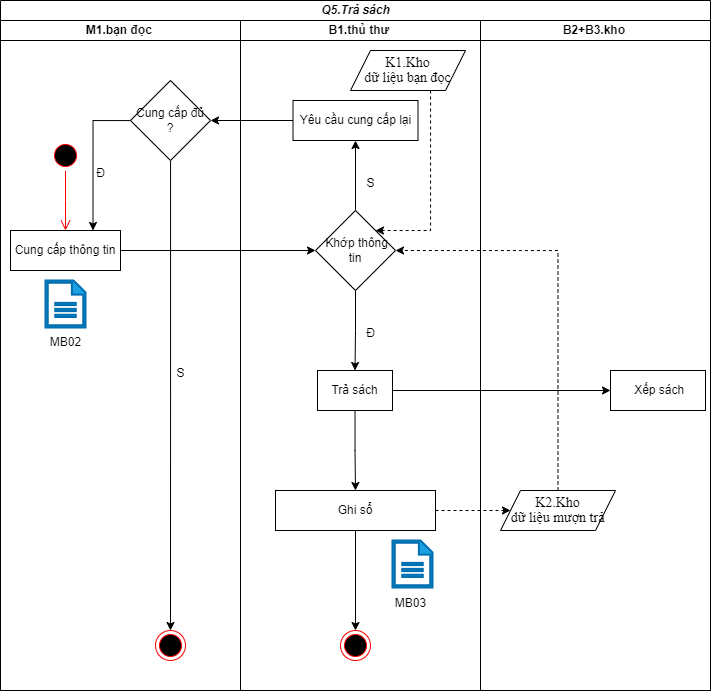 Q5.Trả sách
M1.bạn đọc
B1.thủ thư
B2+B3.kho
K1.Kho
dữ liệu bạn đọc
Cung cấp đủ
?
Yêu cầu cung cấp lại
Đ
S
Cung cấp thông tin
Khớp thông
tin
MB02
Đ
S
Trả sách
Xếp sách
Ghi sổ
K2.Kho
dữ liệu mượn trả
MB03